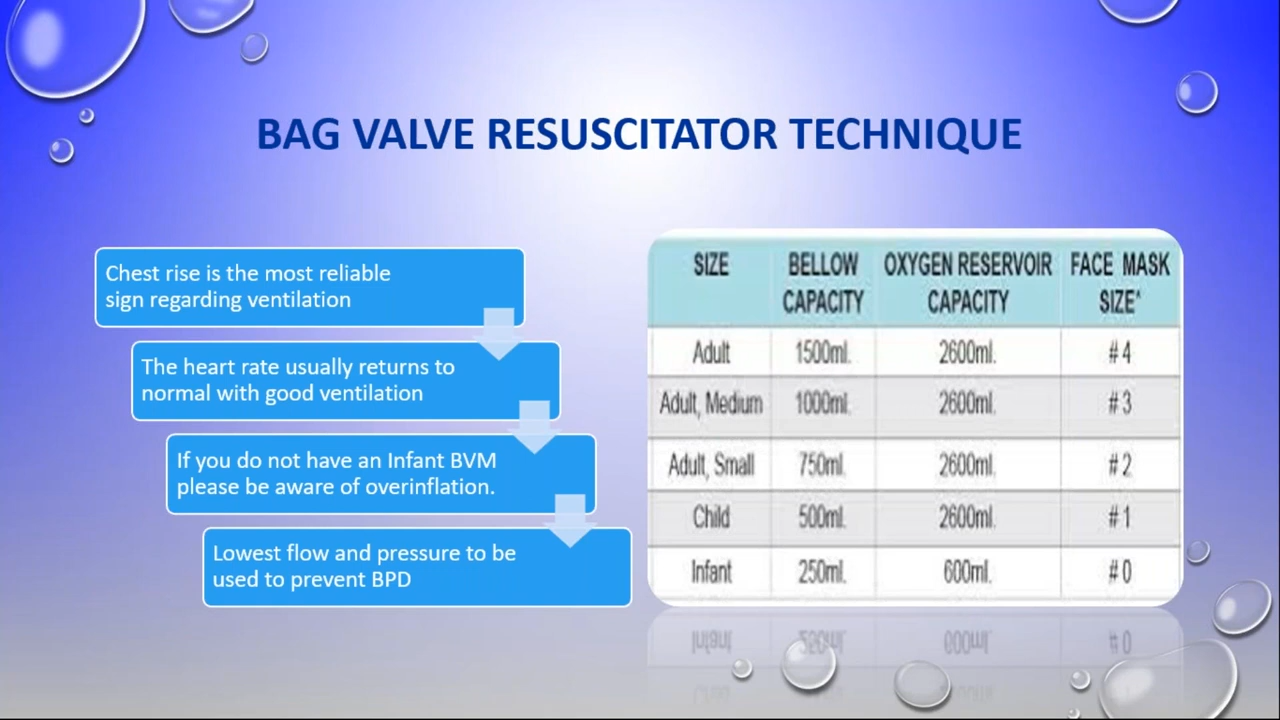 BAG VALVE RESUSCITATOR TECHNIQUE
Chest rise is the most reliable
sign regarding ventilation
The heart rate usually returns to
normal with good ventilation
If you do not have an Infant BVM
please be aware of overinflation.
Lowest flow and pressure to be
used to prevent BPD
SIZE BELLOW CAPACITY OXYGEN RESERVOIR CAPACITY FACE MASK SIZE*
Adult 1500ml. 2600ml. #4
Adult, Medium 1000ml. 2600ml. #3
Adult, Small 750ml. 2600ml. #2
Child 500ml. 2600ml. #1
Infant 250ml. 600ml. #0